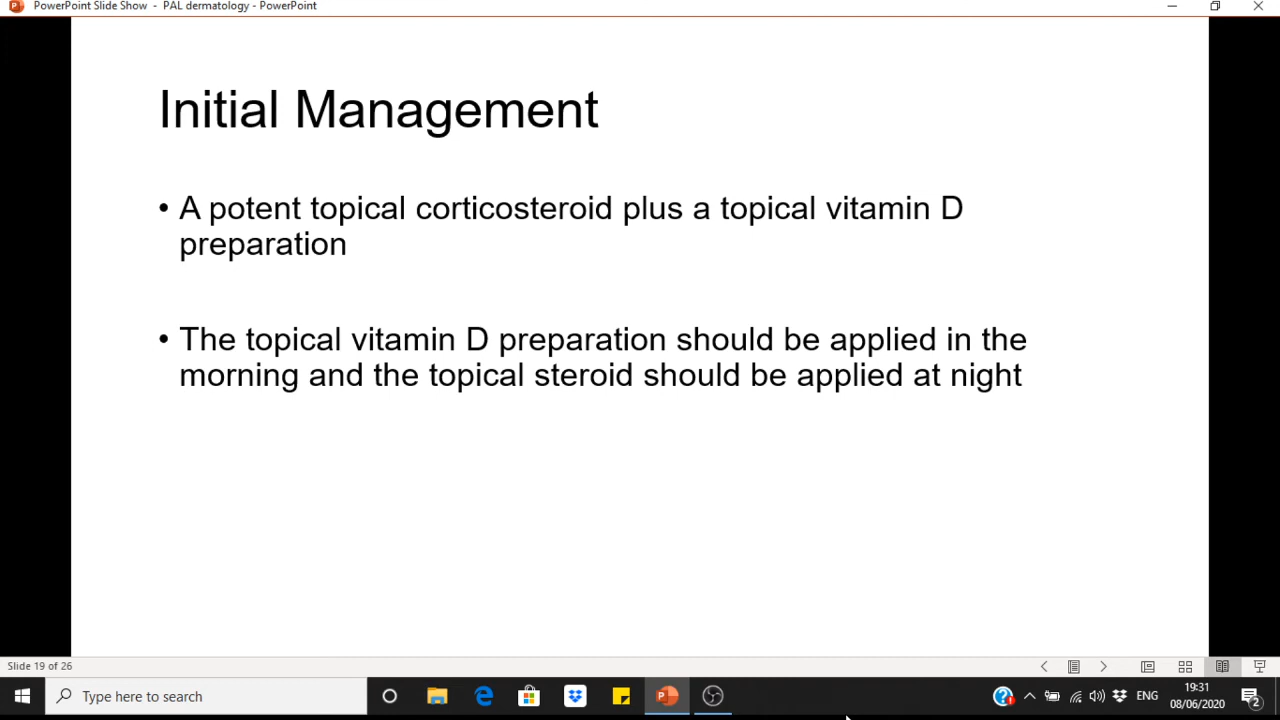 PowerPoint Slide Show - PAL dermatology - PowerPoint
Initial Management
• A potent topical corticosteroid plus a topical vitamin D
preparation
• The topical vitamin D preparation should be applied in the
morning and the topical steroid should be applied at night
Slide 19 of 26
Type here to search
ENG
19:31
08/06/2020
2